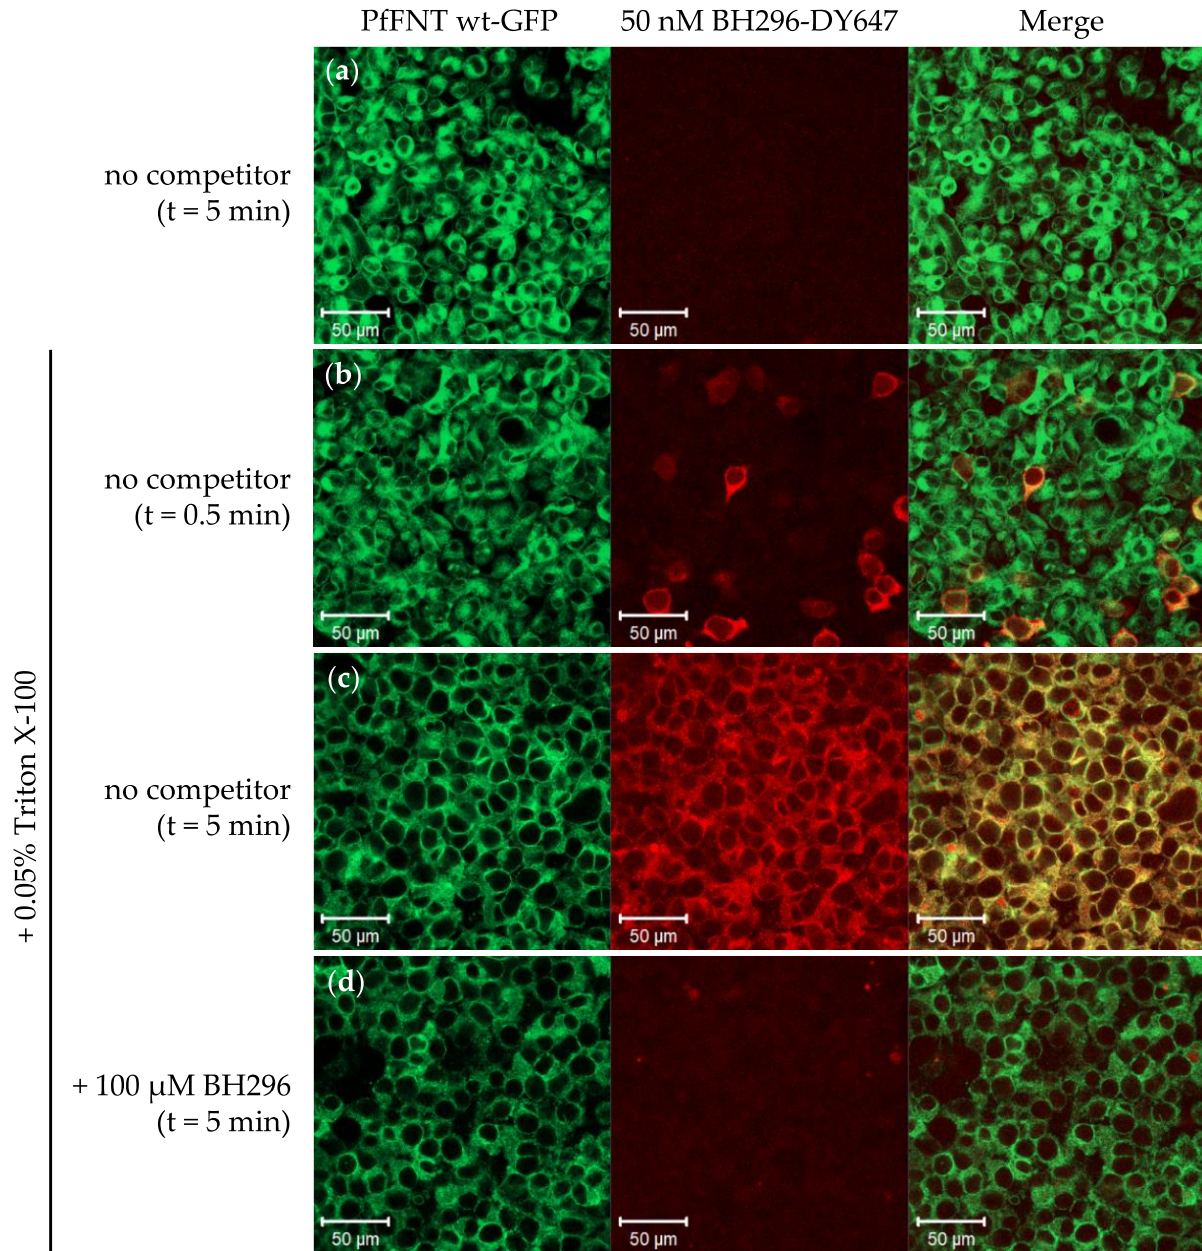 PfFNT wt-GFP
50 nM BH296-DY647
Merge
(a)
no competitor
(t = 5 min)
50 µm
50 µm
50 µm
+ 0.05% Triton X-100
(b)
no competitor
(t = 0.5 min)
50 µm
50 µm
50 µm
(c)
no competitor
(t = 5 min)
50 µm
50 µm
50 µm
(d)
+ 100 µM BH296
(t = 5 min)
50 µm
50 µm
50 µm